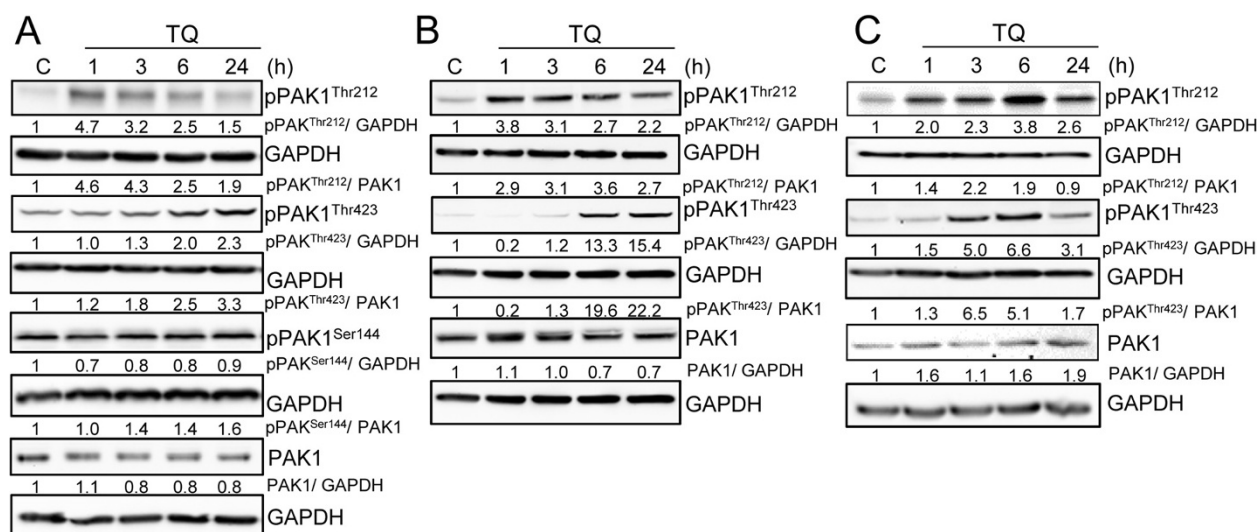 A
TQ
C 1 3 6 24 (h)
pPAK1Thr212
1 4.7 3.2 2.5 1.5 pPAKThr212/ GAPDH
GAPDH
1 4.6 4.3 2.5 1.9 pPAKThr212/ PAK1
pPAK1Thr423
1 1.0 1.3 2.0 2.3 pPAKThr423/ GAPDH
GAPDH
1 1.2 1.8 2.5 3.3 pPAKThr423/ PAK1
pPAK1Ser144
1 0.7 0.8 0.8 0.9 pPAKSer144/ GAPDH
GAPDH
1 1.0 1.4 1.4 1.6 pPAKSer144/ PAK1
PAK1
1 1.1 0.8 0.8 0.8 PAK1/ GAPDH
GAPDH
B
TQ
C 1 3 6 24 (h)
pPAK1Thr212
1 3.8 3.1 2.7 2.2 pPAKThr212/ GAPDH
GAPDH
1 2.9 3.1 3.6 2.7 pPAKThr212/ PAK1
pPAK1Thr423
1 0.2 1.2 13.3 15.4 pPAKThr423/ GAPDH
GAPDH
1 0.2 1.3 19.6 22.2 pPAKThr423/ PAK1
PAK1
1 1.1 1.0 0.7 0.7 PAK1/ GAPDH
GAPDH
C
TQ
C 1 3 6 24 (h)
pPAK1Thr212
1 2.0 2.3 3.8 2.6 pPAKThr212/ GAPDH
GAPDH
1 1.4 2.2 1.9 0.9 pPAKThr212/ PAK1
pPAK1Thr423
1 1.5 5.0 6.6 3.1 pPAKThr423/ GAPDH
GAPDH
1 1.3 6.5 5.1 1.7 pPAKThr423/ PAK1
PAK1
1 1.6 1.1 1.6 1.9 PAK1/ GAPDH
GAPDH